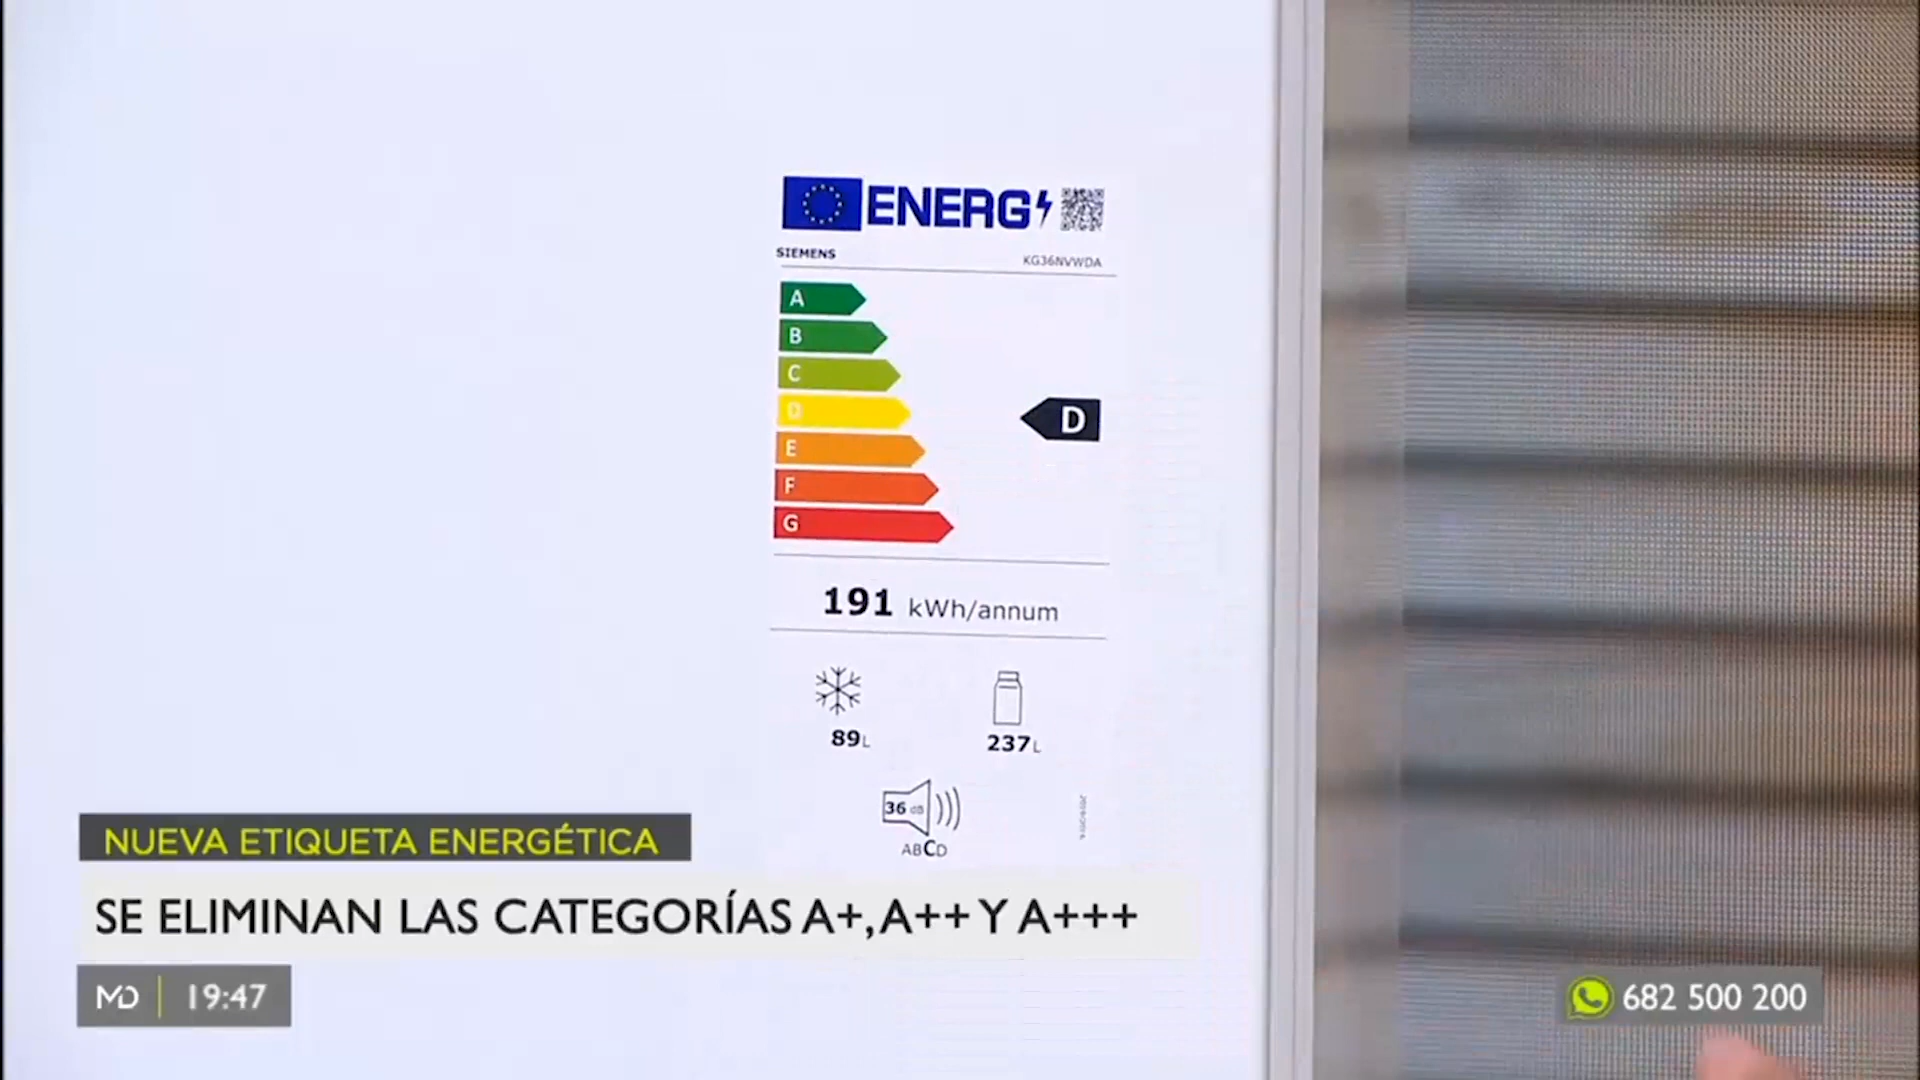 ENERG
SIEMENS
KG36NVWDA
A
B
C
D
D
E
F
G
191 kWh/annum
89L
237L
36 dB
ABCD
NUEVA ETIQUETA ENERGÉTICA
SE ELIMINAN LAS CATEGORÍAS A+, A++ Y A+++
MD 19:47
682 500 200